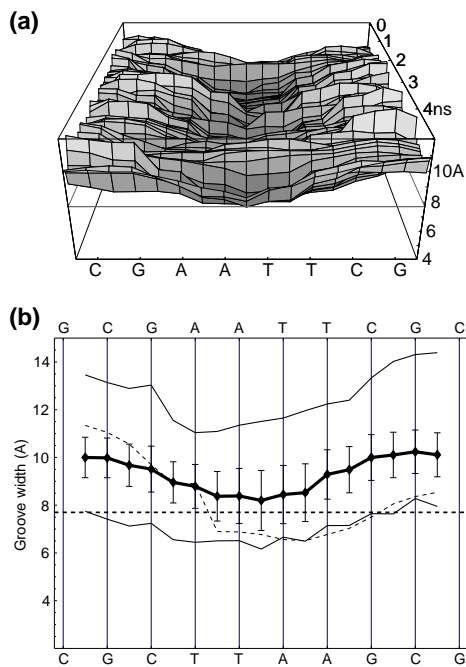 (a)
0
1
2
3
4ns
10A
8
6
4
C G A A T T C G
(b)
G C G A A T T C G C
14
12
10
8
6
4
Groove width (A)
C G C T T A A G C G